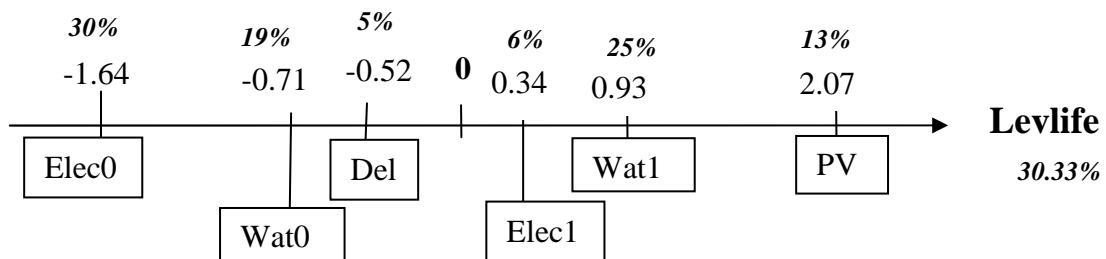 30% 19% 5% 6% 25% 13%
-1.64 -0.71 -0.52 0 0.34 0.93 2.07
Levlife
Elec0 Del Wat1 PV 30.33%
Wat0 Elec1